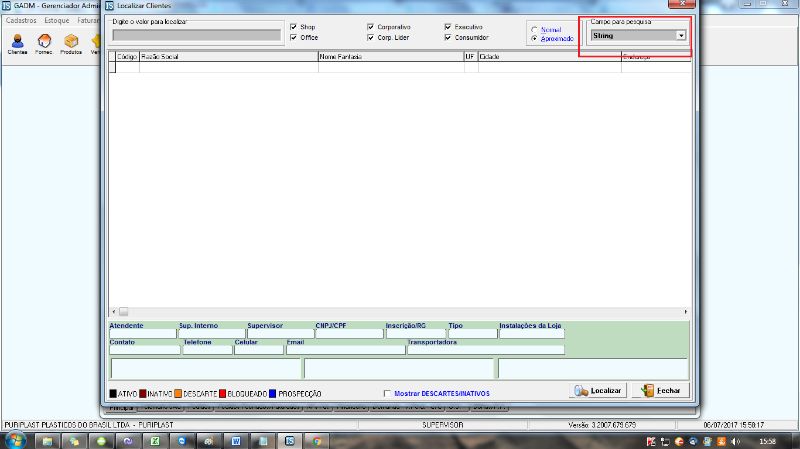 GADM - Gerenciador Admi
Localizar Clientes
Cadastros Estoque Faturar
Clientes Fornec. Produtos
Digite o valor para localizar
Shop Corporativo Executivo
Office Corp. Lider Consumidor
Normal
Aproximado
Campo para pesquisa
String
Código Razão Social Nome Fantasia UF Cidade Endereço
Atendente Sup. Interno Supervisor CNPJ/CPF Inscrição/RG Tipo Instalações da Loja
Contato Telefone Celular Email Transportadora
ATIVO INATIVO DESCARTE BLOQUEADO PROSPECÇÃO
Mostrar DESCARTES/INATIVOS
Localizar Fechar
Principal
PURIPLAST PLASTICOS DO BRASIL LTDA - PURIPLAST SUPERVISOR Versão: 3.2007.679.679 06/07/2017 15:58:17
15:58